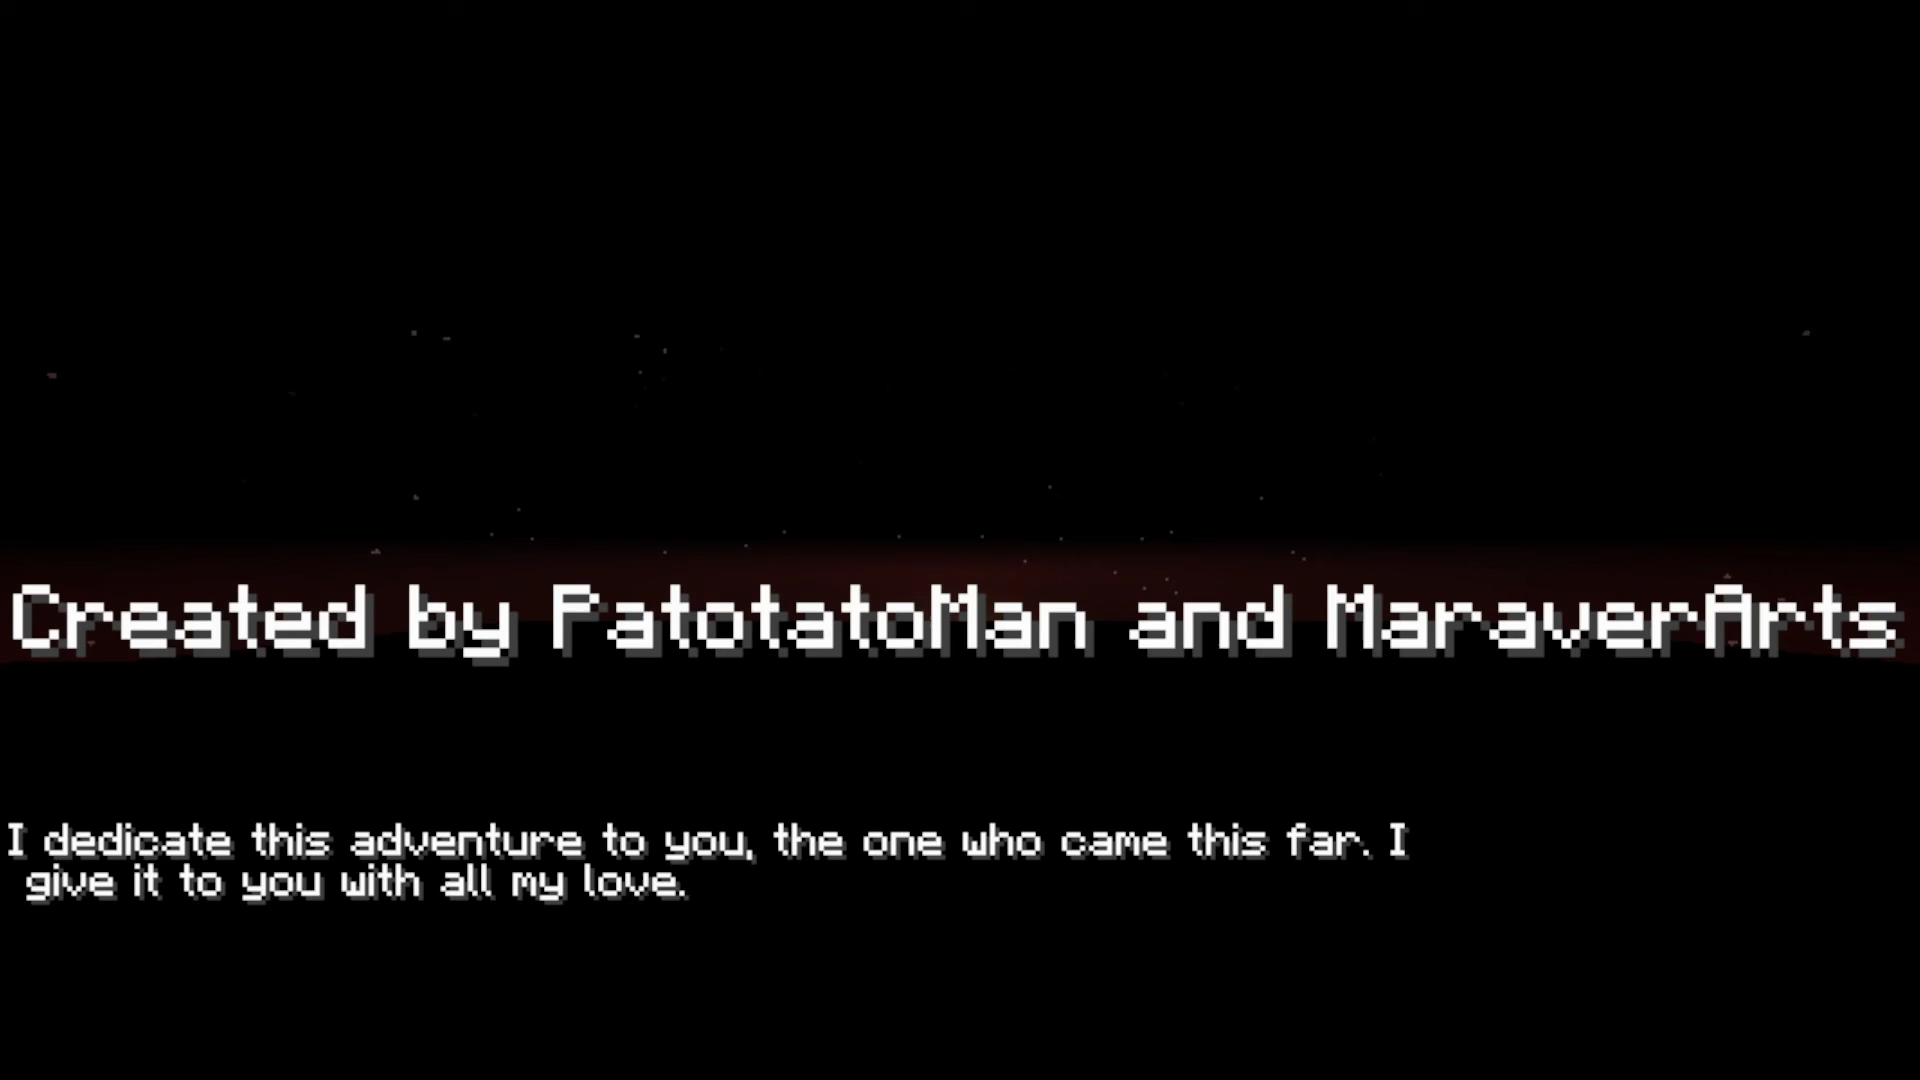 Created by PatotatoMan and MaraverArts
I dedicate this adventure to you, the one who came this far. I
give it to you with all my love.